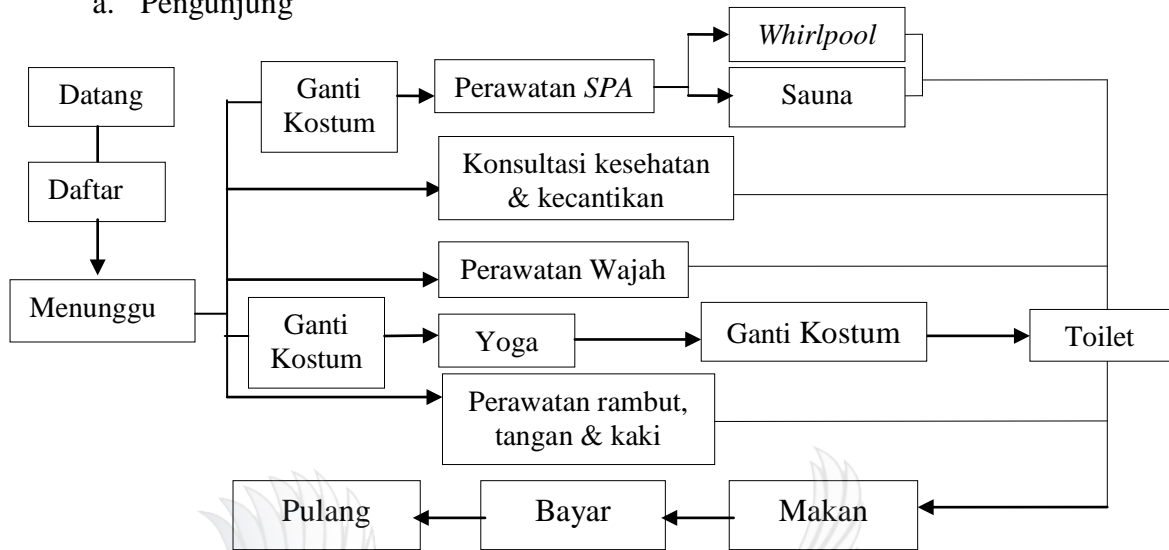 a. Pengunjung
Datang
Daftar
Menunggu
Ganti
Kostum
Perawatan SPA
Whirlpool
Sauna
Konsultasi kesehatan
& kecantikan
Perawatan Wajah
Ganti
Kostum
Yoga
Ganti Kostum
Toilet
Perawatan rambut,
tangan & kaki
Pulang
Bayar
Makan